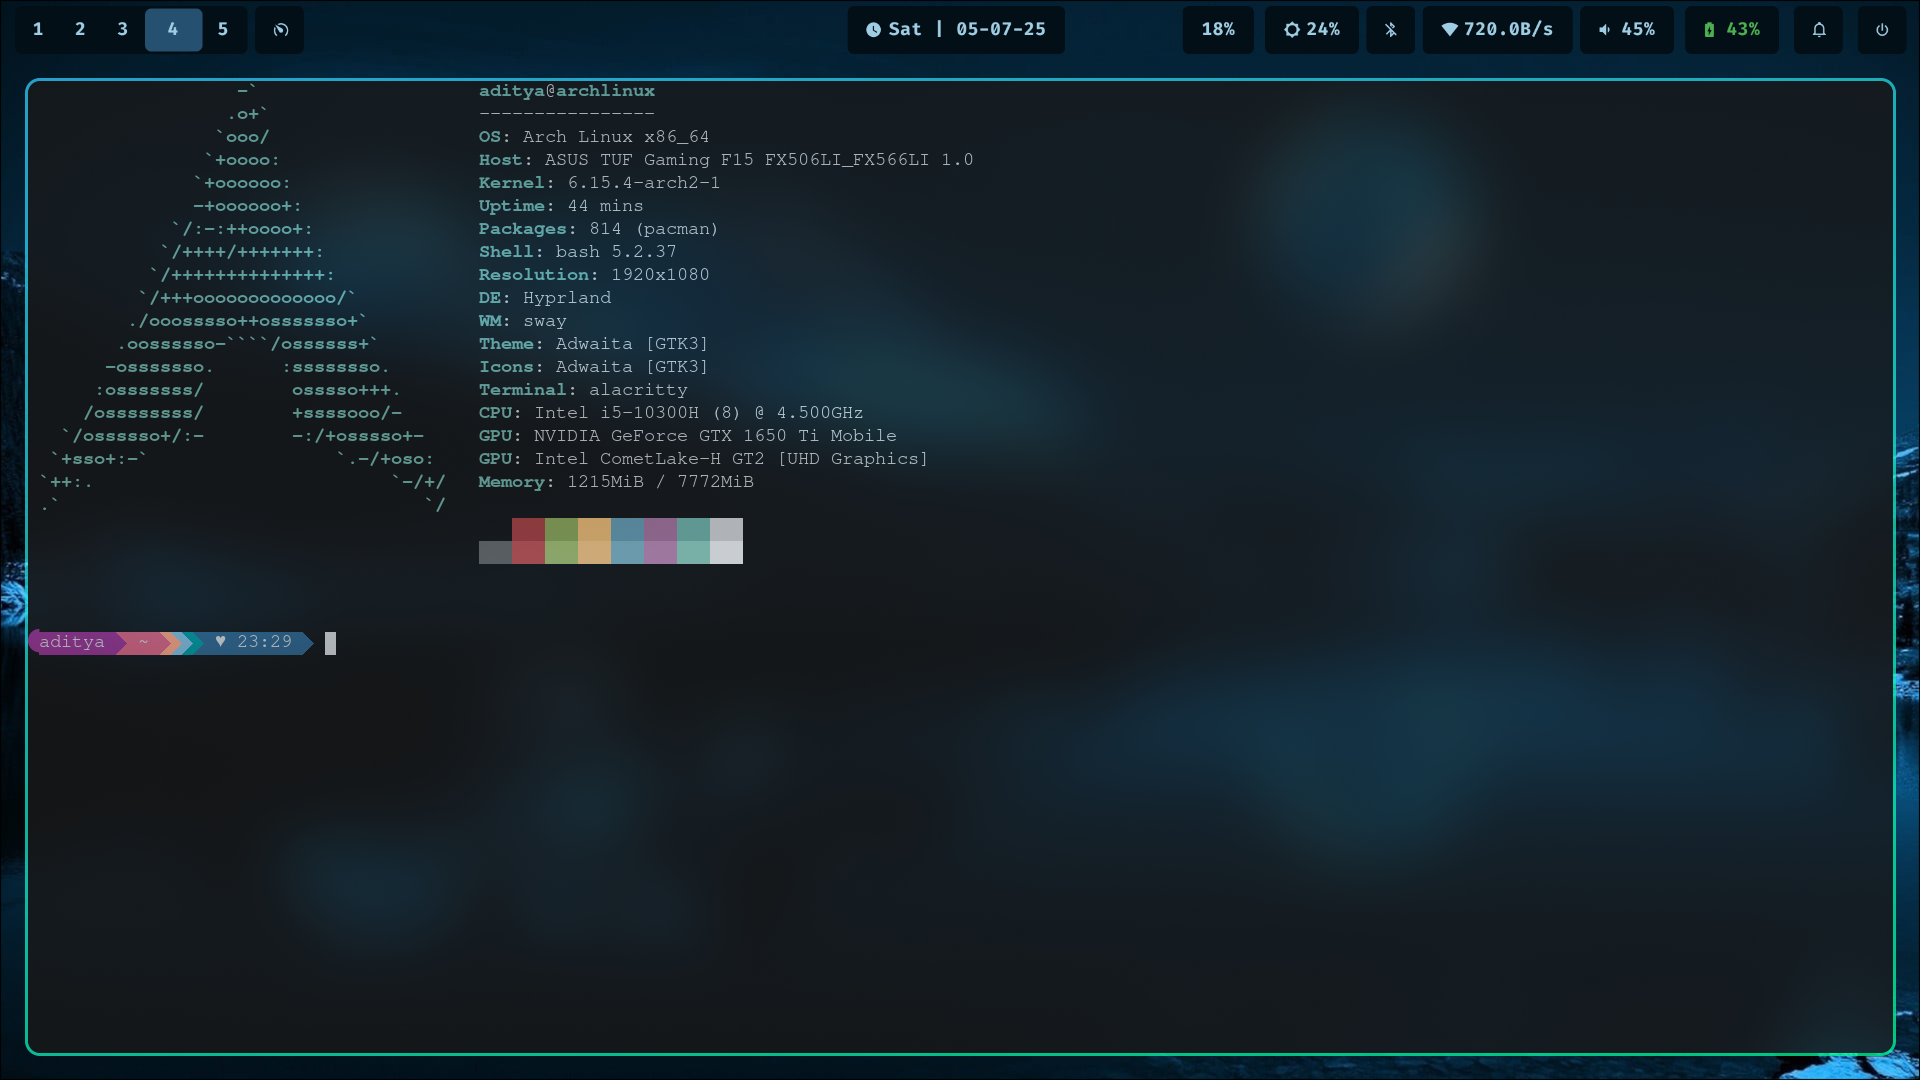 1 2 3 4 5 Sat | 05-07-25 18% 24% 720.0B/s 45% 43%
-` aditya@archlinux
.o+` ----------------
`ooo/ OS: Arch Linux x86_64
`+oooo: Host: ASUS TUF Gaming F15 FX506LI_FX566LI 1.0
`+oooooo: Kernel: 6.15.4-arch2-1
-+oooooo+: Uptime: 44 mins
`/:-:++oooo+: Packages: 814 (pacman)
`/++++/+++++++: Shell: bash 5.2.37
`/++++++++++++++: Resolution: 1920x1080
`/+++ooooooooooooo/` DE: Hyprland
./ooosssso++osssssso+` WM: sway
.oossssso-````/ossssss+` Theme: Adwaita [GTK3]
-osssssso. :ssssssso. Icons: Adwaita [GTK3]
:osssssss/ osssso+++. Terminal: alacritty
/ossssssss/ +ssssooo/- CPU: Intel i5-10300H (8) @ 4.500GHz
`/ossssso+/:- -:/+osssso+- GPU: NVIDIA GeForce GTX 1650 Ti Mobile
`+sso+:-` `.-/+oso: GPU: Intel CometLake-H GT2 [UHD Graphics]
`++:. `-/+/ Memory: 1215MiB / 7772MiB
.` `/
aditya ~ ♥ 23:29